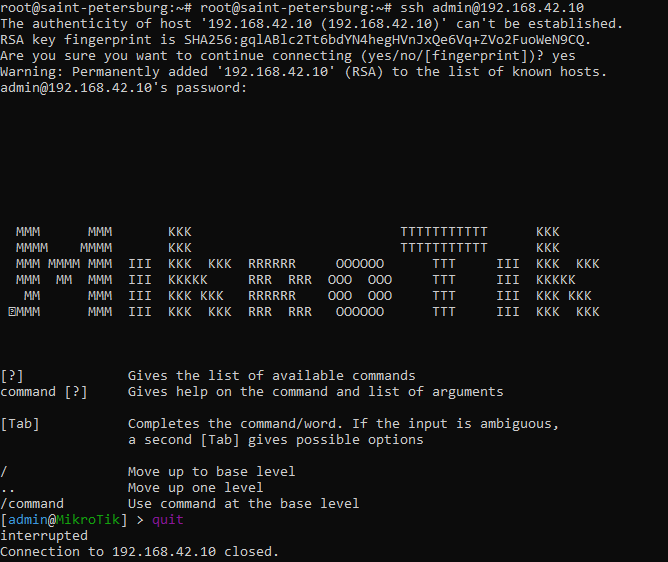 root@saint-petersburg:~# root@saint-petersburg:~# ssh admin@192.168.42.10
The authenticity of host '192.168.42.10 (192.168.42.10)' can't be established.
RSA key fingerprint is SHA256:gqlABlc2Tt6bdYN4hegHVnJxQe6Vq+ZVo2FuoWeN9CQ.
Are you sure you want to continue connecting (yes/no/[fingerprint])? yes
Warning: Permanently added '192.168.42.10' (RSA) to the list of known hosts.
admin@192.168.42.10's password:
  MMM      MMM       KKK                          TTTTTTTTTTT      KKK
  MMMM    MMMM       KKK                          TTTTTTTTTTT      KKK
  MMM MMMM MMM  III  KKK  KKK  RRRRRR     OOOOOO      TTT     III  KKK  KKK
  MMM  MM  MMM  III  KKKKK     RRR  RRR  OOO  OOO     TTT     III  KKKKK
   MM      MMM  III  KKK KKK   RRRRRR    OOO  OOO     TTT     III  KKK KKK
 MMM      MMM  III  KKK  KKK  RRR  RRR   OOOOOO      TTT     III  KKK  KKK
[?]             Gives the list of available commands
command [?]     Gives help on the command and list of arguments
[Tab]           Completes the command/word. If the input is ambiguous,
                a second [Tab] gives possible options
/               Move up to base level
..              Move up one level
/command        Use command at the base level
[admin@MikroTik] > quit
interrupted
Connection to 192.168.42.10 closed.